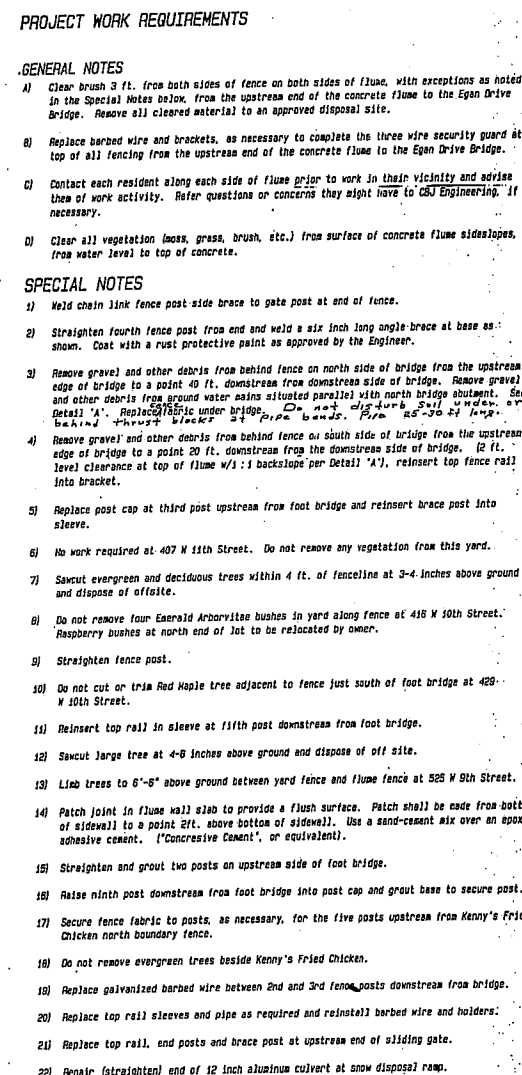 PROJECT WORK REQUIREMENTS
GENERAL NOTES
A) Clear brush 3 ft. from both sides of fence on both sides of flume, with exceptions as noted
in the Special Notes below, from the upstream end of the concrete flume to the Egan Drive
Bridge. Remove all cleared material to an approved disposal site.
B) Replace barbed wire and brackets, as necessary to complete the three wire security guard at
top of all fencing from the upstream end of the concrete flume to the Egan Drive Bridge.
C) Contact each resident along each side of flume prior to work in their vicinity and advise
them of work activity. Refer questions or concerns they might have to CBJ Engineering, if
necessary.
D) Clear all vegetation (moss, grass, brush, etc.) from surface of concrete flume sideslopes,
from water level to top of concrete.
SPECIAL NOTES
1) Weld chain link fence post side brace to gate post at end of fence.
2) Straighten fourth fence post from end and weld a six inch long angle brace at base as
shown. Coat with a rust protective paint as approved by the Engineer.
3) Remove gravel and other debris from behind fence on north side of bridge from the upstream
edge of bridge to a point 40 ft. downstream from downstream side of bridge. Remove gravel
and other debris from around water mains situated parallel with north bridge abutment. See
Detail 'A'. Replace fence fabric under bridge. Do not disturb soil under or
behind thrust blocks at pipe bends. Pipe 25-30 ft long.
4) Remove gravel and other debris from behind fence on south side of bridge from the upstream
edge of bridge to a point 20 ft. downstream from the downstream side of bridge. (2 ft.
level clearance at top of flume w/1:1 backslope per Detail 'A'), reinsert top fence rail
into bracket.
5) Replace post cap at third post upstream from foot bridge and reinsert brace post into
sleeve.
6) No work required at 407 W 11th Street. Do not remove any vegetation from this yard.
7) Sawcut evergreen and deciduous trees within 4 ft. of fenceline at 3-4 inches above ground
and dispose of offsite.
8) Do not remove four Emerald Arborvitae bushes in yard along fence at 416 W 10th Street.
Raspberry bushes at north end of lot to be relocated by owner.
9) Straighten fence post.
10) Do not cut or trim Red Maple tree adjacent to fence just south of foot bridge at 429
W 10th Street.
11) Reinsert top rail in sleeve at fifth post downstream from foot bridge.
12) Sawcut large tree at 4-6 inches above ground and dispose of off site.
13) Limb trees to 6'-6" above ground between yard fence and flume fence at 525 W 9th Street.
14) Patch joint in flume wall slab to provide a flush surface. Patch shall be made from bott
of sidewall to a point 2ft. above bottom of sidewall. Use a sand-cement mix over an epox
adhesive cement. ("Concresive Cement", or equivalent).
15) Straighten and grout two posts on upstream side of foot bridge.
16) Raise ninth post downstream from foot bridge into post cap and grout base to secure post.
17) Secure fence fabric to posts, as necessary, for the five posts upstream from Kenny's Frie
Chicken north boundary fence.
18) Do not remove evergreen trees beside Kenny's Fried Chicken.
19) Replace galvanized barbed wire between 2nd and 3rd fence posts downstream from bridge.
20) Replace top rail sleeves and pipe as required and reinstall barbed wire and holders.
21) Replace top rail, end posts and brace post at upstream end of sliding gate.
22) Repair (straighten) end of 12 inch aluminum culvert at snow disposal ramp.